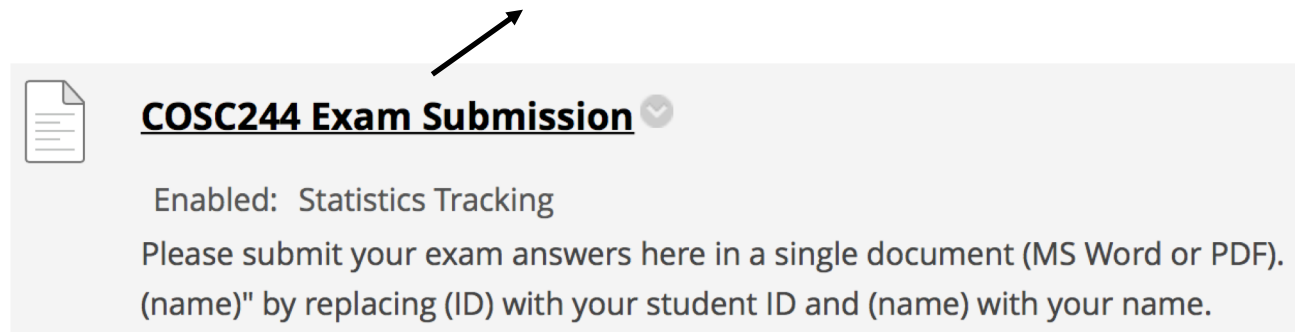 COSC244 Exam Submission
Enabled: Statistics Tracking
Please submit your exam answers here in a single document (MS Word or PDF).
(name)" by replacing (ID) with your student ID and (name) with your name.